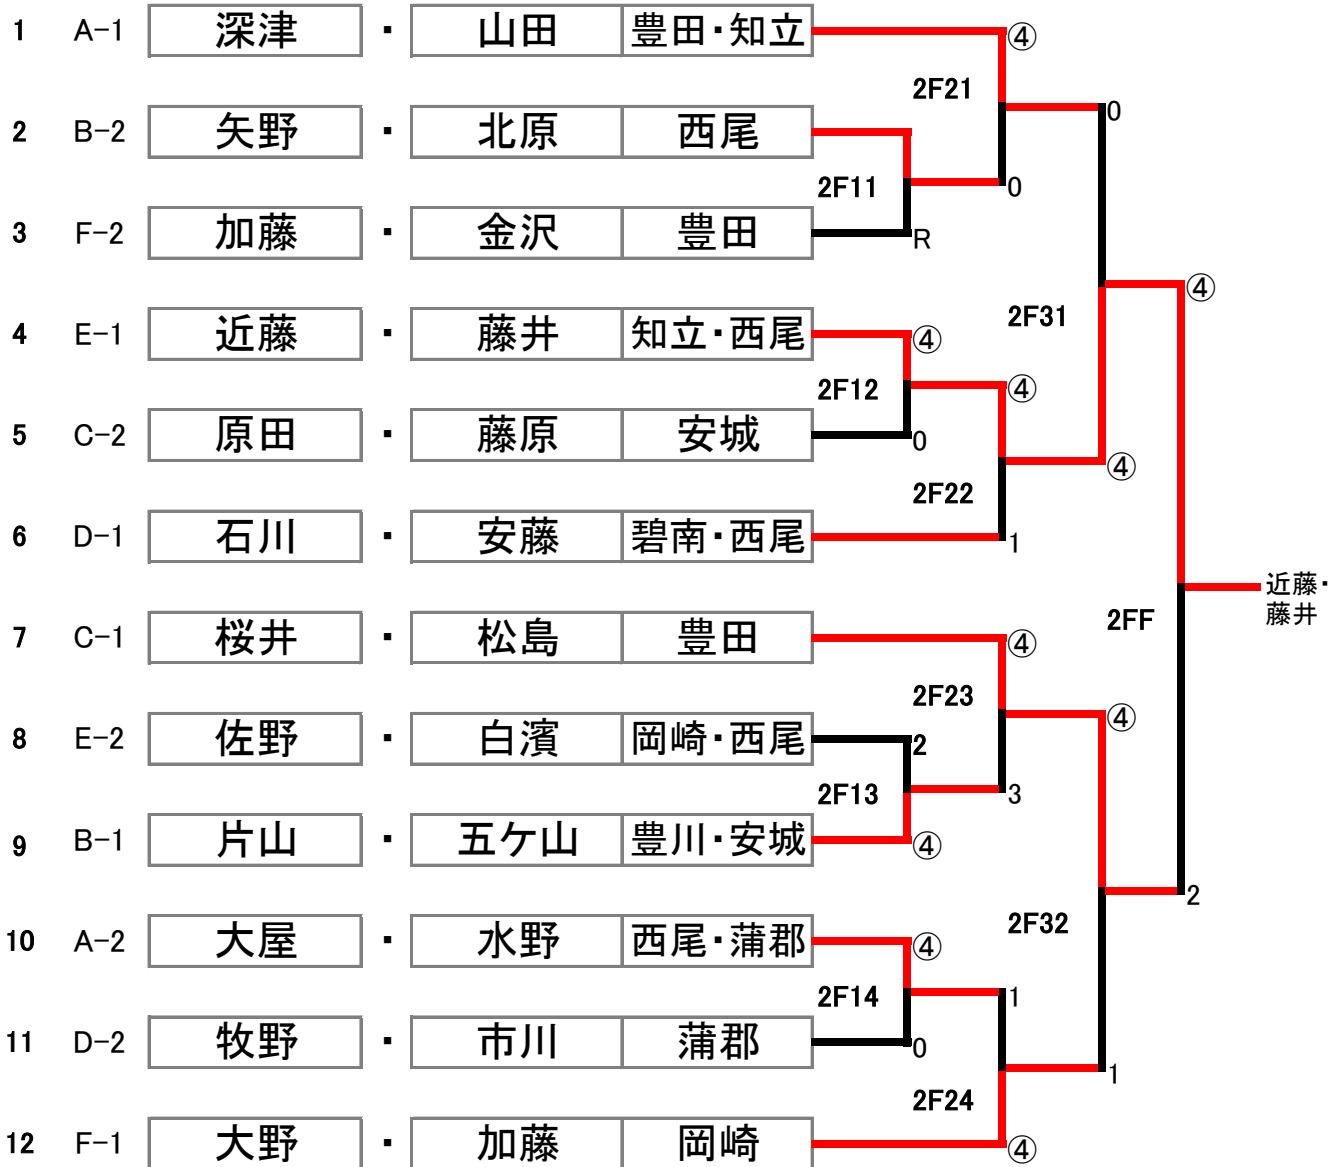 1 A-1 深津 ・ 山田 豊田・知立 ④
2F21
2 B-2 矢野 ・ 北原 西尾 0
2F11 0
3 F-2 加藤 ・ 金沢 豊田 R
④
4 E-1 近藤 ・ 藤井 知立・西尾 ④ 2F31
2F12 ④
5 C-2 原田 ・ 藤原 安城 0
④
2F22
6 D-1 石川 ・ 安藤 碧南・西尾 1
近藤・
藤井
2FF
7 C-1 桜井 ・ 松島 豊田 ④
2F23 ④
8 E-2 佐野 ・ 白濱 岡崎・西尾 2
2F13 3
9 B-1 片山 ・ 五ケ山 豊川・安城 ④
2
2F32
10 A-2 大屋 ・ 水野 西尾・蒲郡 ④
2F14 1
11 D-2 牧野 ・ 市川 蒲郡 0
1
2F24
12 F-1 大野 ・ 加藤 岡崎 ④